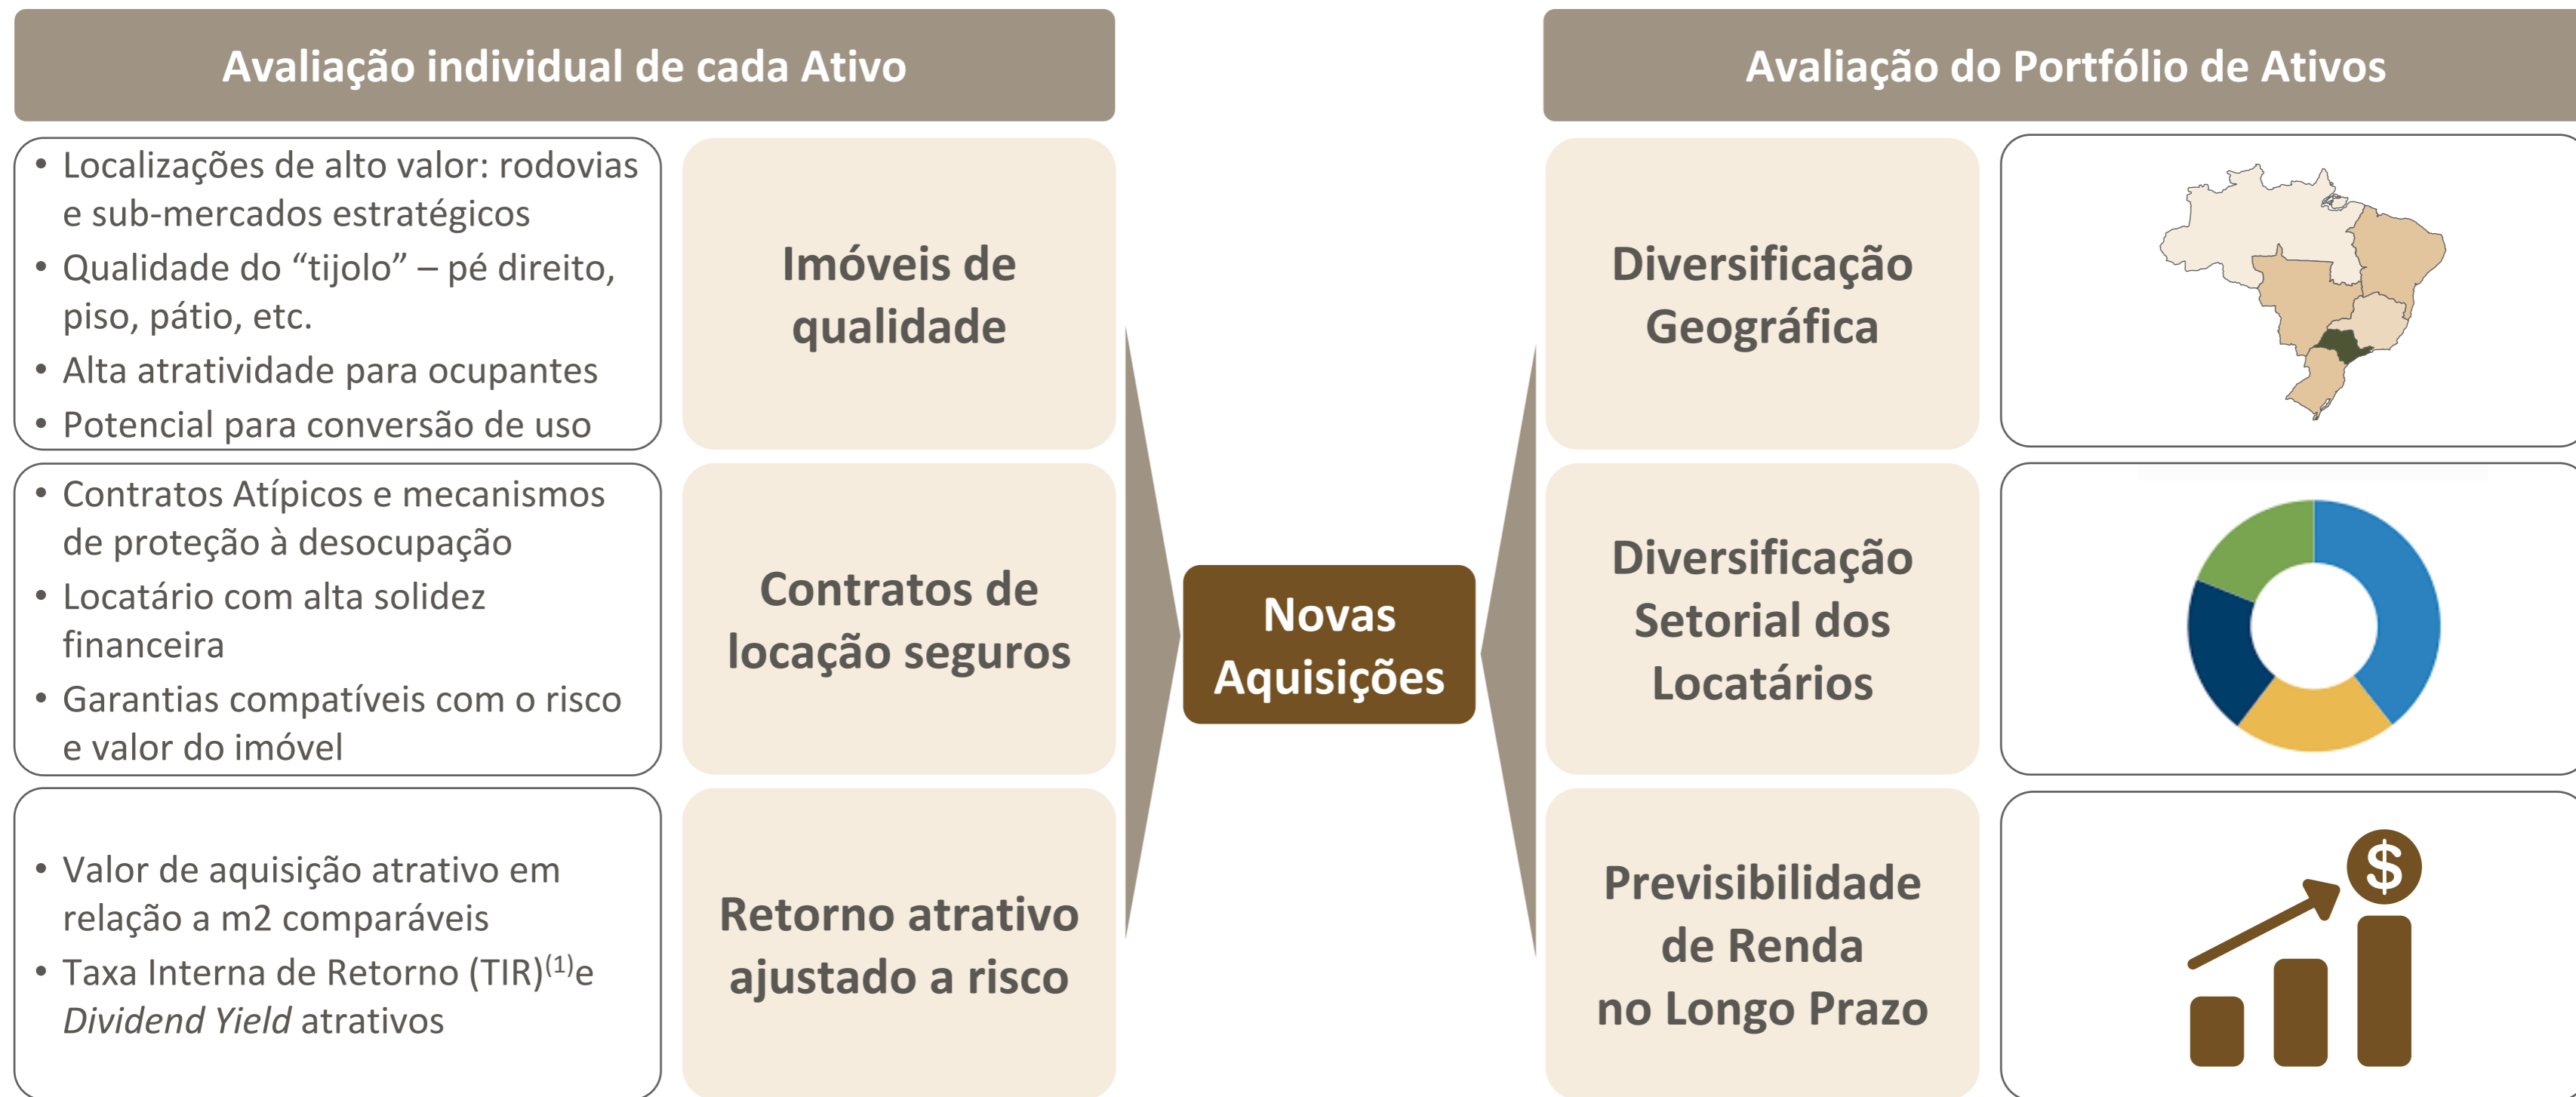 Avaliação individual de cada Ativo
• Localizações de alto valor: rodovias
e sub-mercados estratégicos
• Qualidade do “tijolo” – pé direito,
piso, pátio, etc.
• Alta atratividade para ocupantes
• Potencial para conversão de uso
Imóveis de
qualidade
• Contratos Atípicos e mecanismos
de proteção à desocupação
• Locatário com alta solidez
financeira
• Garantias compatíveis com o risco
e valor do imóvel
Contratos de
locação seguros
• Valor de aquisição atrativo em
relação a m2 comparáveis
• Taxa Interna de Retorno (TIR)(1)e
Dividend Yield atrativos
Retorno atrativo
ajustado a risco
Novas
Aquisições
Avaliação do Portfólio de Ativos
Diversificação
Geográfica
Diversificação
Setorial dos
Locatários
Previsibilidade
de Renda
no Longo Prazo
$